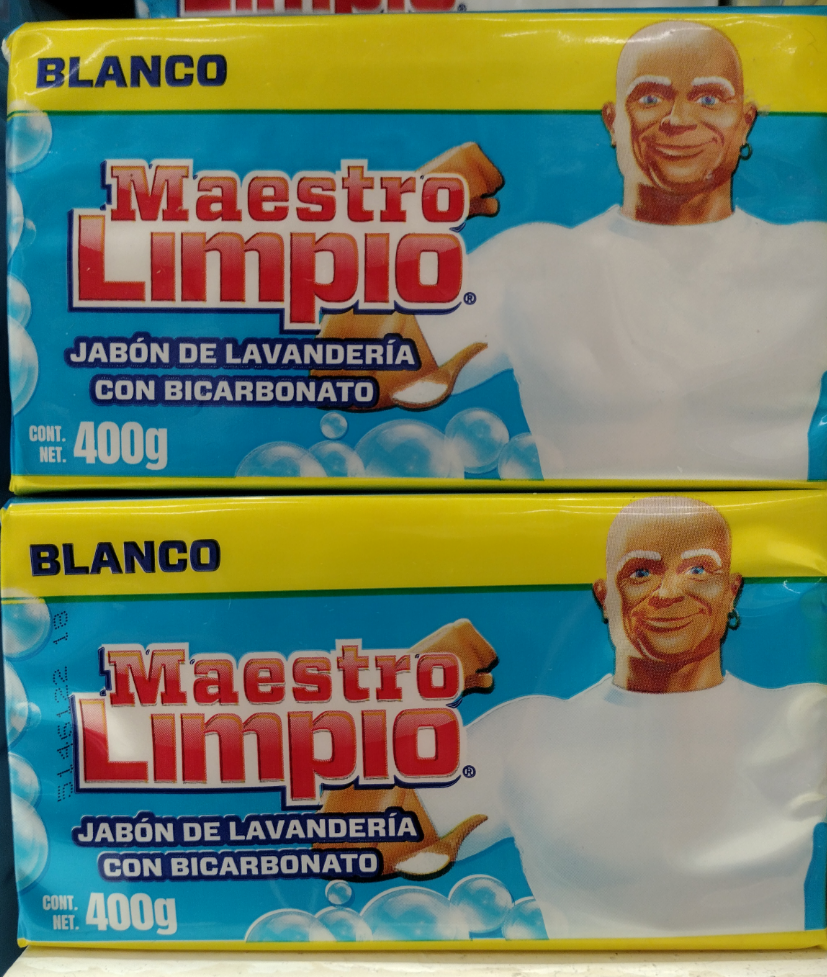 Limpio®
BLANCO
Maestro
Limpio®
JABÓN DE LAVANDERÍA
CON BICARBONATO
CONT.
NET. 400g
BLANCO
Maestro
Limpio®
JABÓN DE LAVANDERÍA
CON BICARBONATO
CONT.
NET. 400g